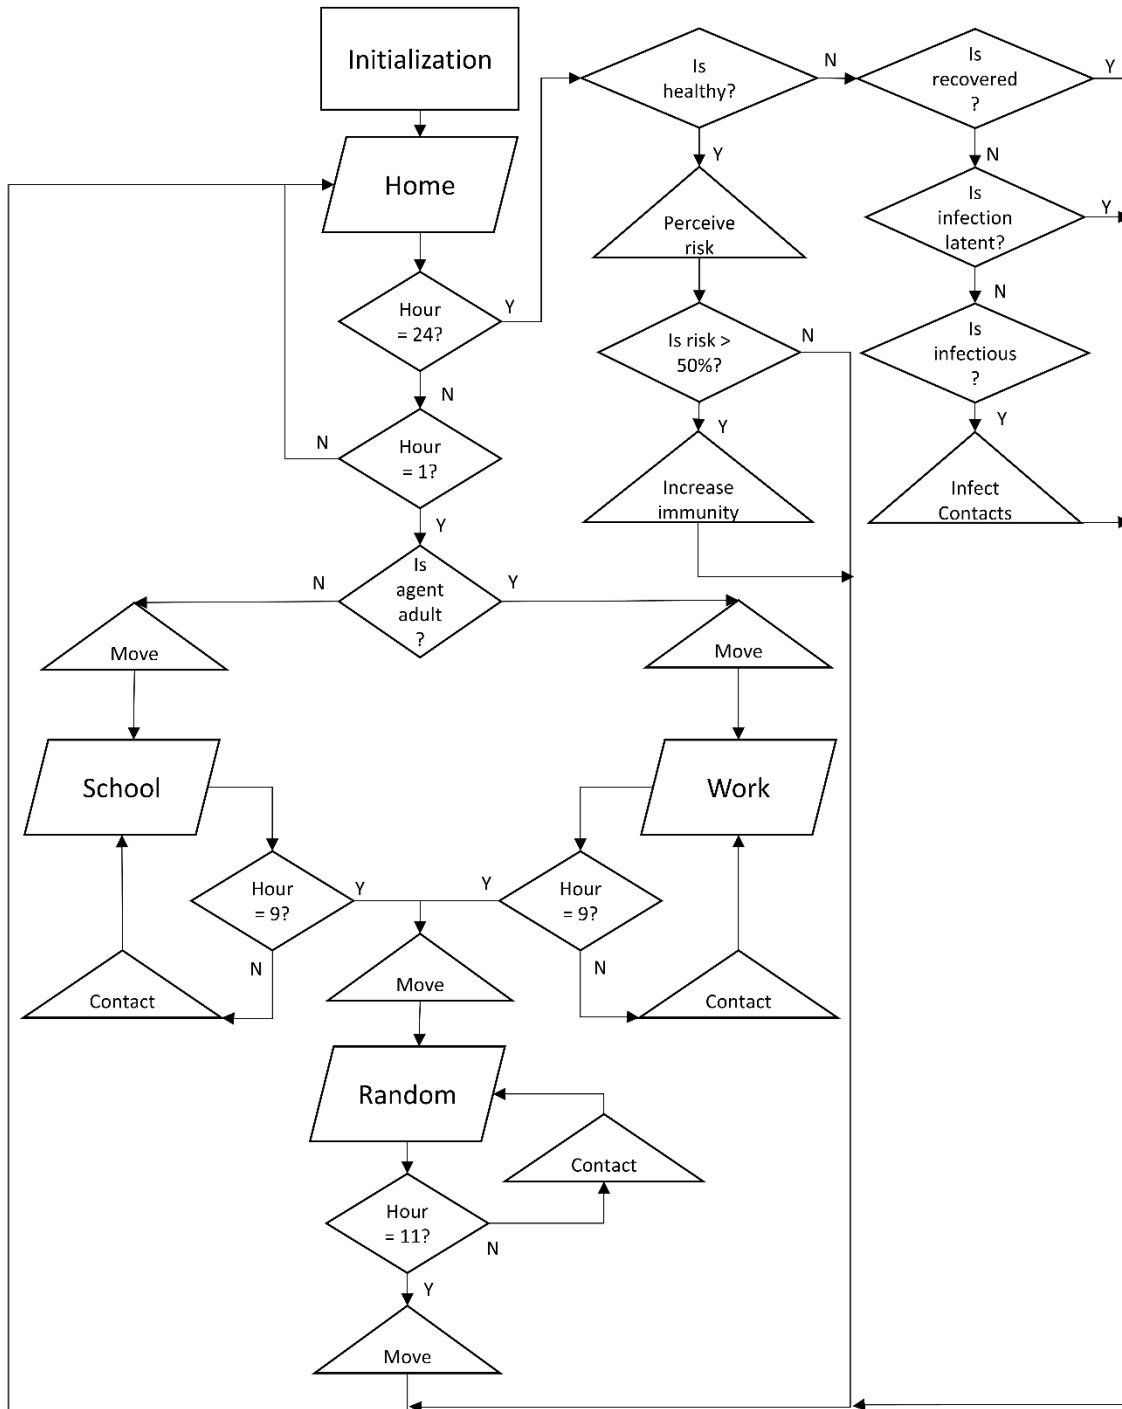 Initialization
Is
healthy?
N
Is
recovered
?
Y
Home
Y
N
Perceive
risk
Is
infection
latent?
Y
Hour
= 24?
Y
N
Is risk >
50%?
N
N
Is
infectious
?
N
Hour
= 1?
Y
Y
Increase
immunity
Infect
Contacts
Y
N
Is
agent
adult
?
Y
Move
Move
School
Work
Hour
= 9?
Y
Y
Hour
= 9?
N
N
Contact
Move
Contact
Random
Contact
Hour
= 11?
N
Y
Move